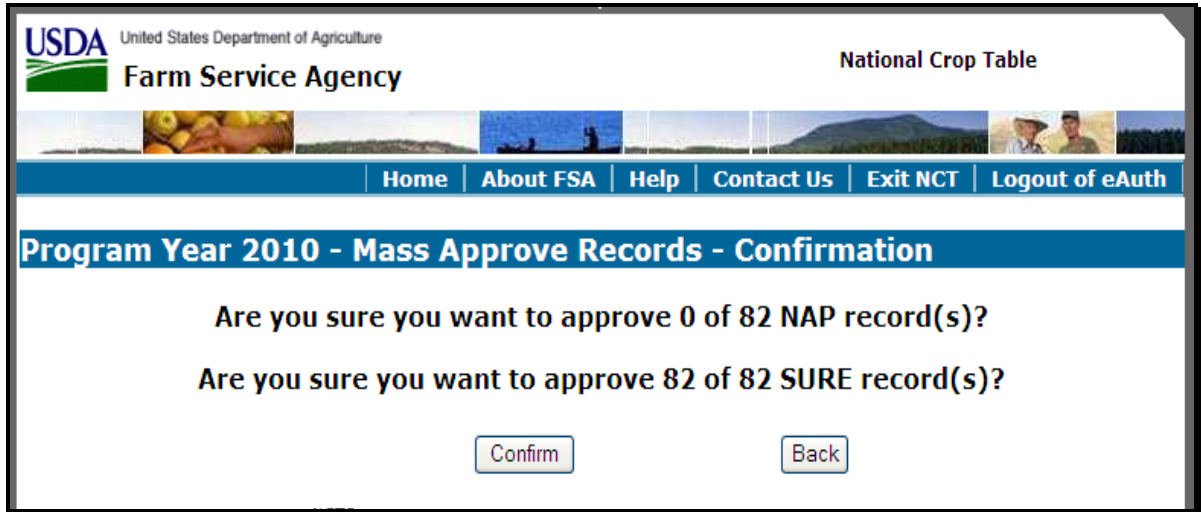 USDA
United States Department of Agriculture
Farm Service Agency
National Crop Table
Home | About FSA | Help | Contact Us | Exit NCT | Logout of eAuth
Program Year 2010 - Mass Approve Records - Confirmation
Are you sure you want to approve 0 of 82 NAP record(s)?
Are you sure you want to approve 82 of 82 SURE record(s)?
Confirm
Back